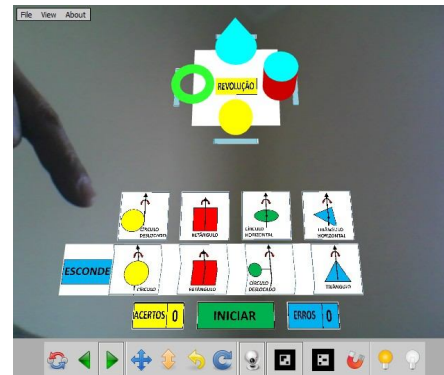 File View About
REVOLUÇÃO
CÍRCULO DESLOCADO
RETÂNGULO
CÍRCULO HORIZONTAL
TRIÂNGULO HORIZONTAL
ESCONDE
CÍRCULO
RETÂNGULO
CÍRCULO DESLOCADO
TRIÂNGULO
ACERTOS 0
INICIAR
ERROS 0